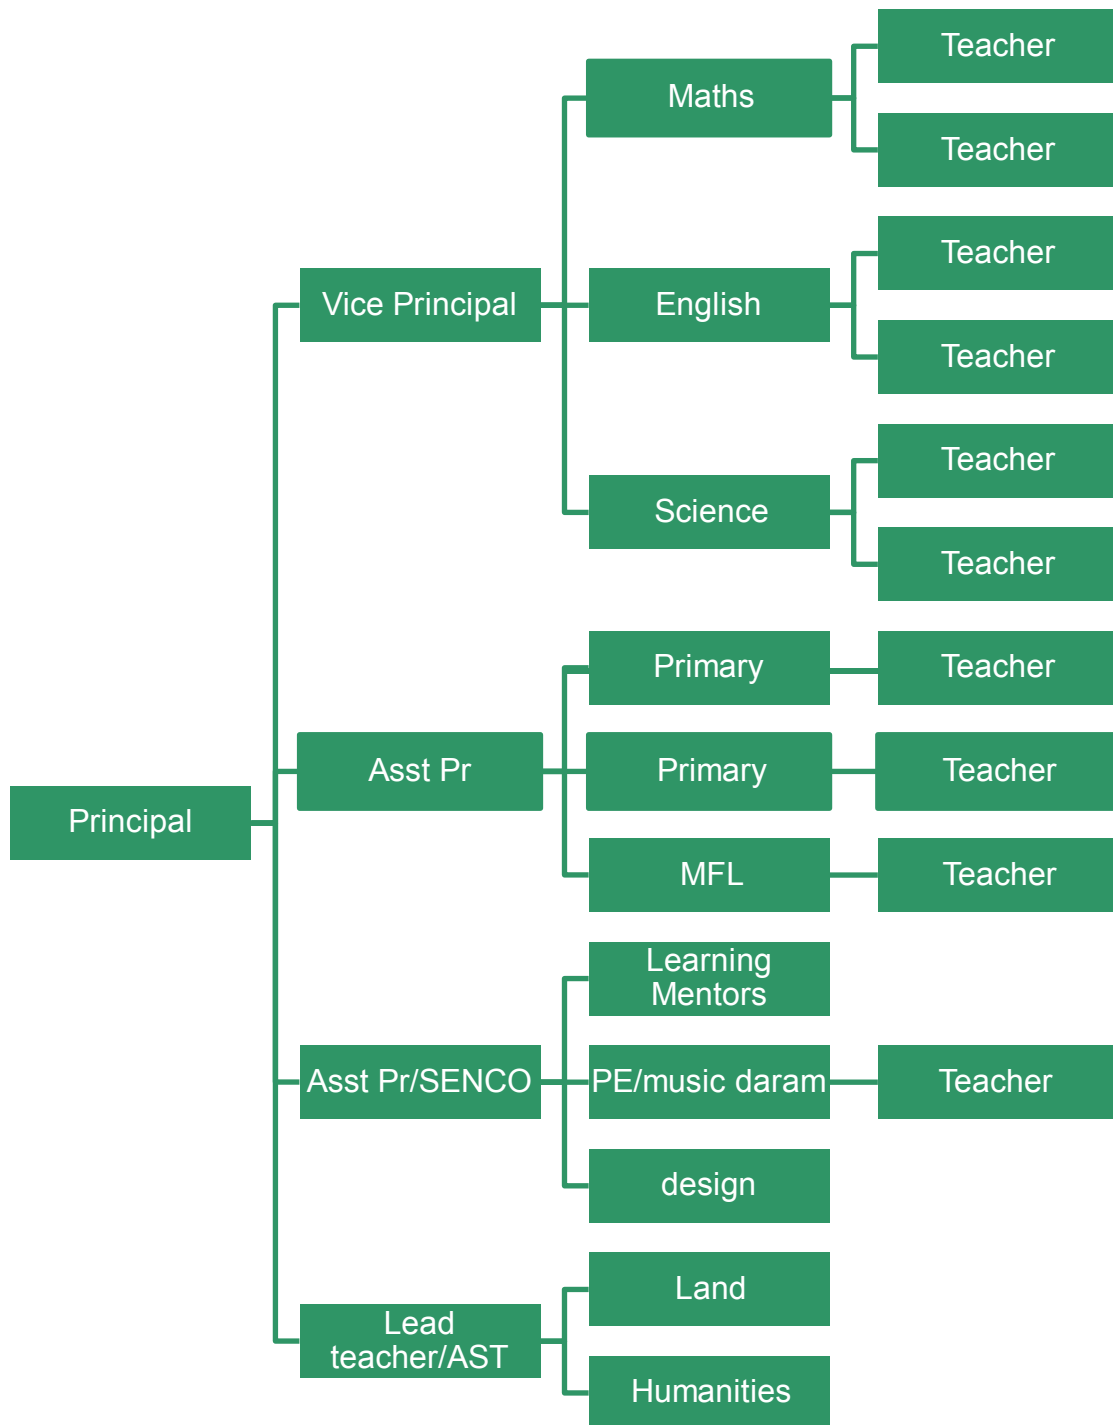 Principal
Vice Principal
Maths
Teacher
Teacher
English
Teacher
Teacher
Science
Teacher
Teacher
Asst Pr
Primary
Teacher
Primary
Teacher
MFL
Teacher
Asst Pr/SENCO
Learning
Mentors
PE/music daram
Teacher
design
Lead
teacher/AST
Land
Humanities